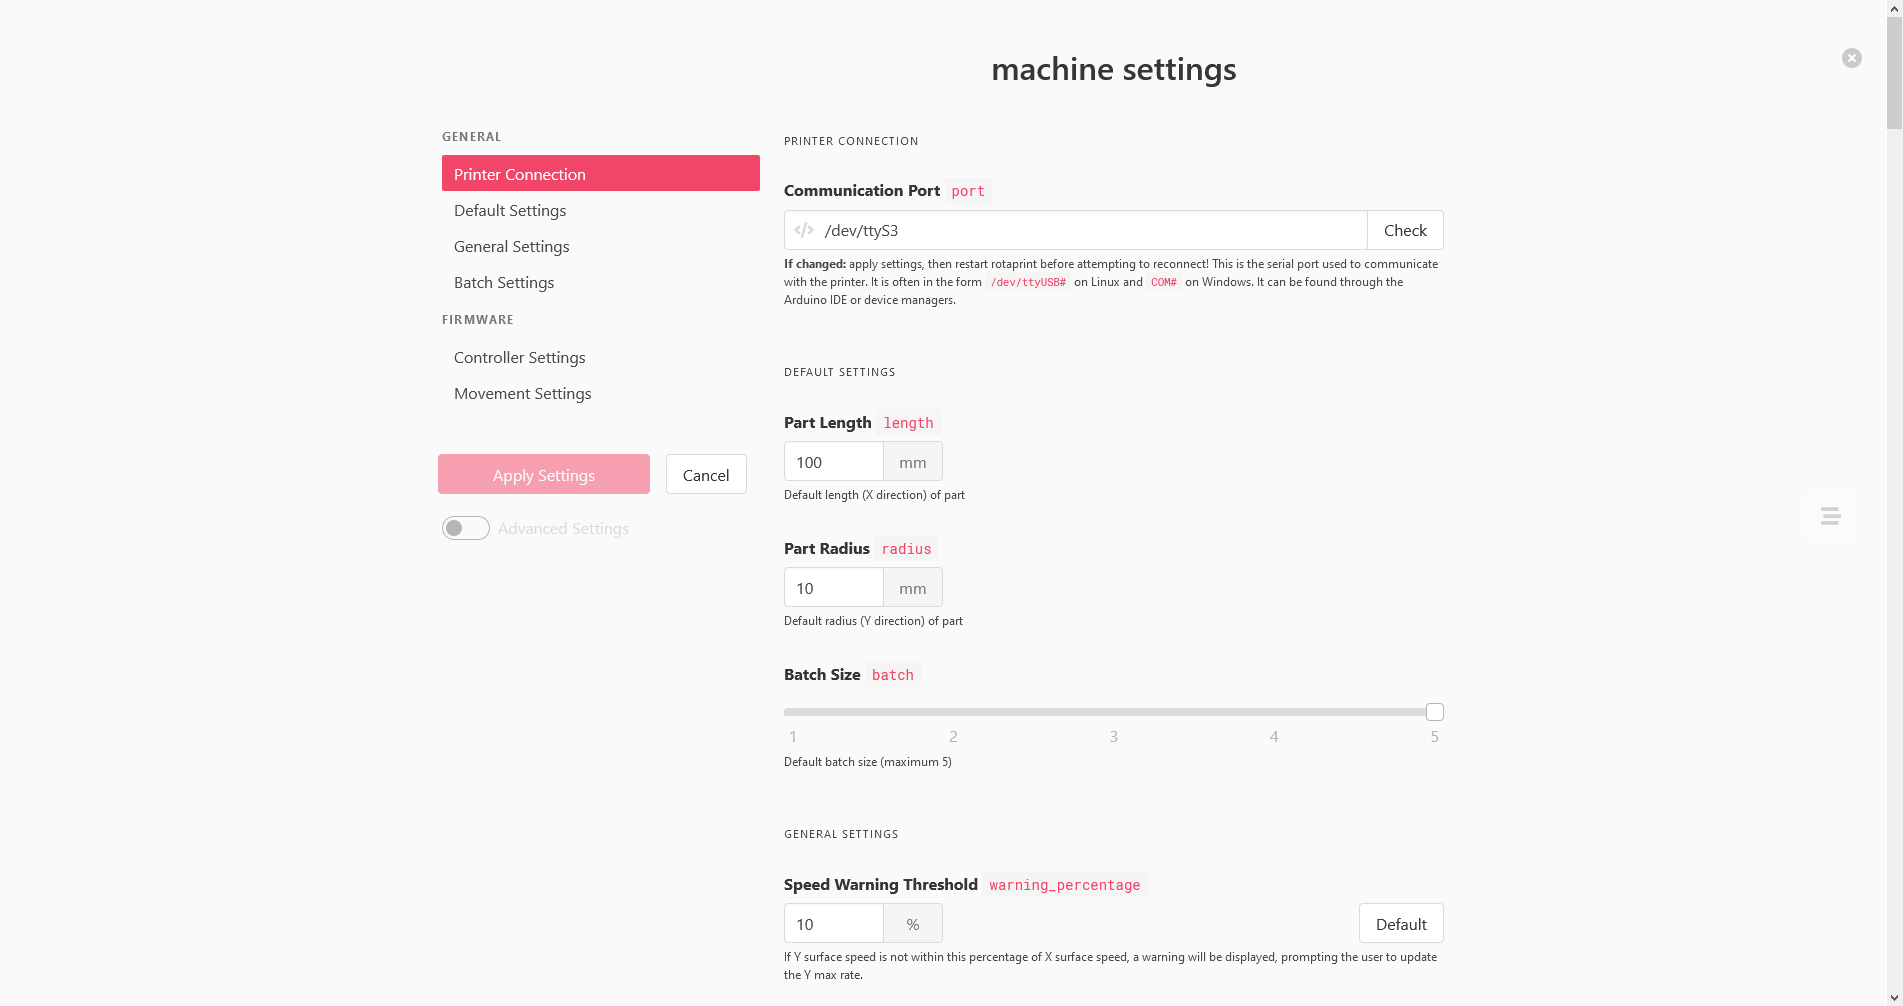 machine settings
GENERAL
Printer Connection
Default Settings
General Settings
Batch Settings
FIRMWARE
Controller Settings
Movement Settings
Apply Settings
Cancel
Advanced Settings
PRINTER CONNECTION
Communication Port port
</> /dev/ttyS3
Check
If changed: apply settings, then restart rotaprint before attempting to reconnect! This is the serial port used to communicate
with the printer. It is often in the form /dev/ttyUSB# on Linux and COM# on Windows. It can be found through the
Arduino IDE or device managers.
DEFAULT SETTINGS
Part Length length
100 mm
Default length (X direction) of part
Part Radius radius
10 mm
Default radius (Y direction) of part
Batch Size batch
1 2 3 4 5
Default batch size (maximum 5)
GENERAL SETTINGS
Speed Warning Threshold warning_percentage
10 %
Default
If Y surface speed is not within this percentage of X surface speed, a warning will be displayed, prompting the user to update
the Y max rate.